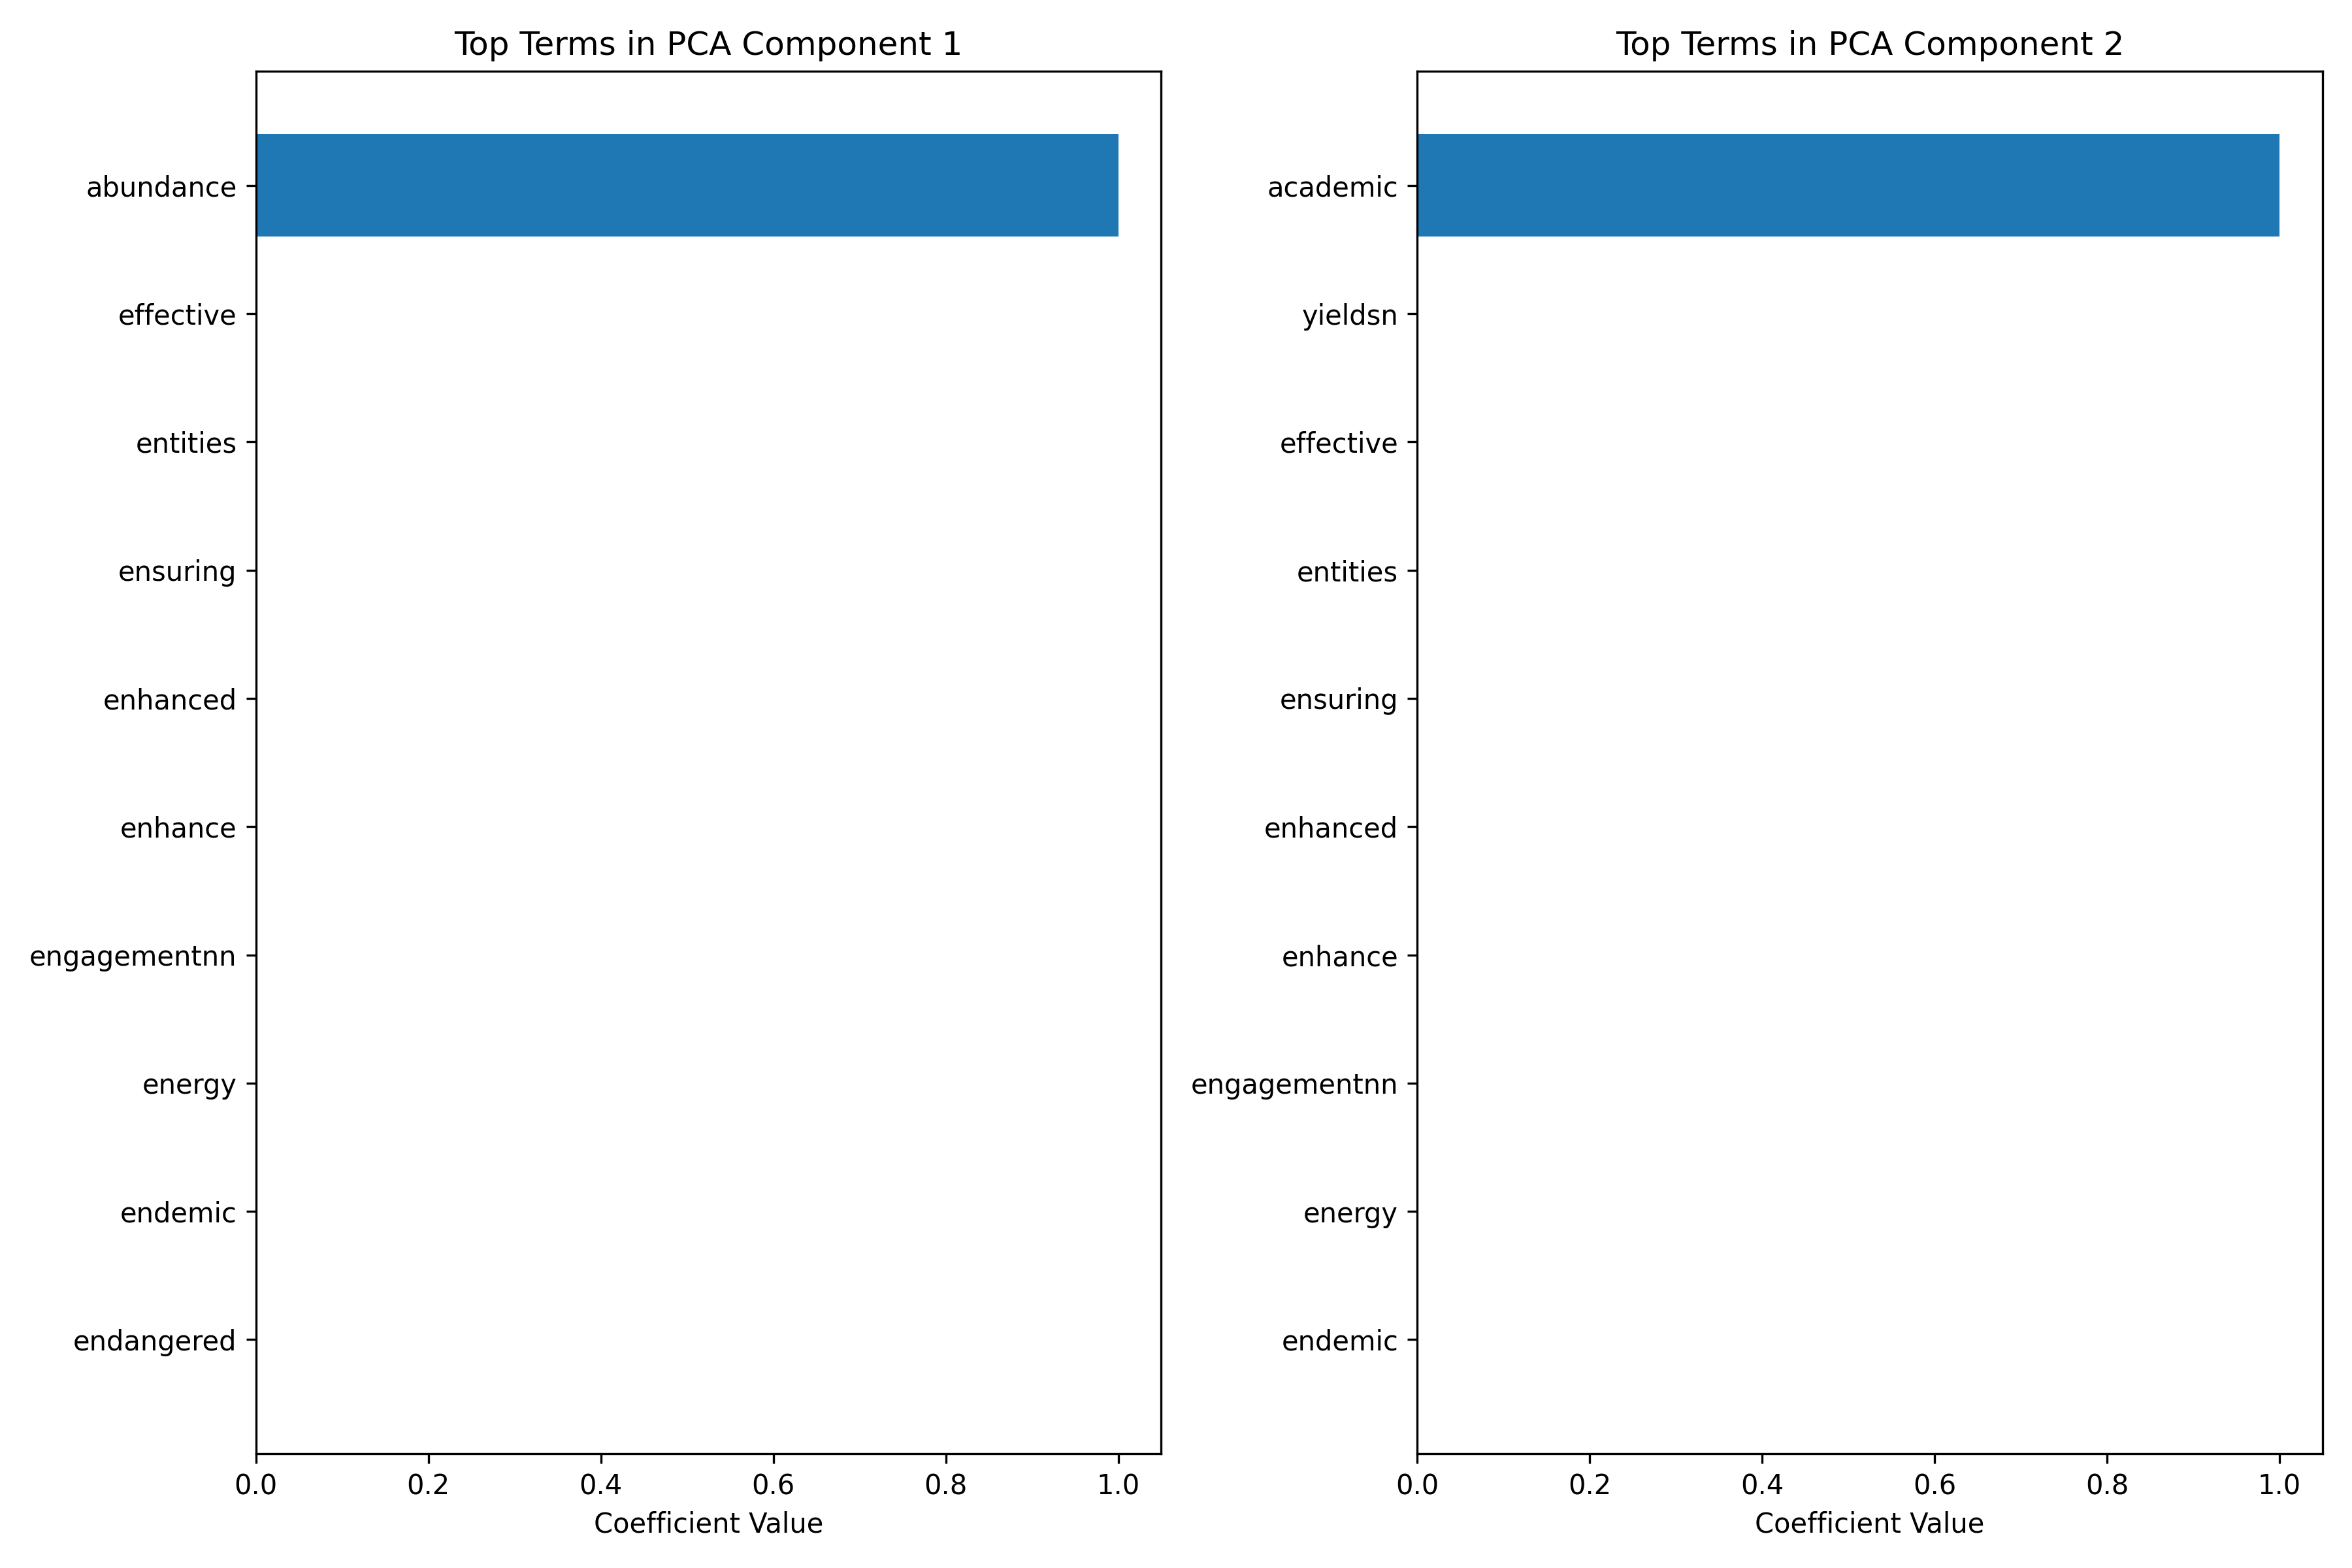 Top Terms in PCA Component 1
abundance
effective
entities
ensuring
enhanced
enhance
engagementnn
energy
endemic
endangered
0.0 0.2 0.4 0.6 0.8 1.0
Coefficient Value
Top Terms in PCA Component 2
academic
yieldsn
effective
entities
ensuring
enhanced
enhance
engagementnn
energy
endemic
0.0 0.2 0.4 0.6 0.8 1.0
Coefficient Value